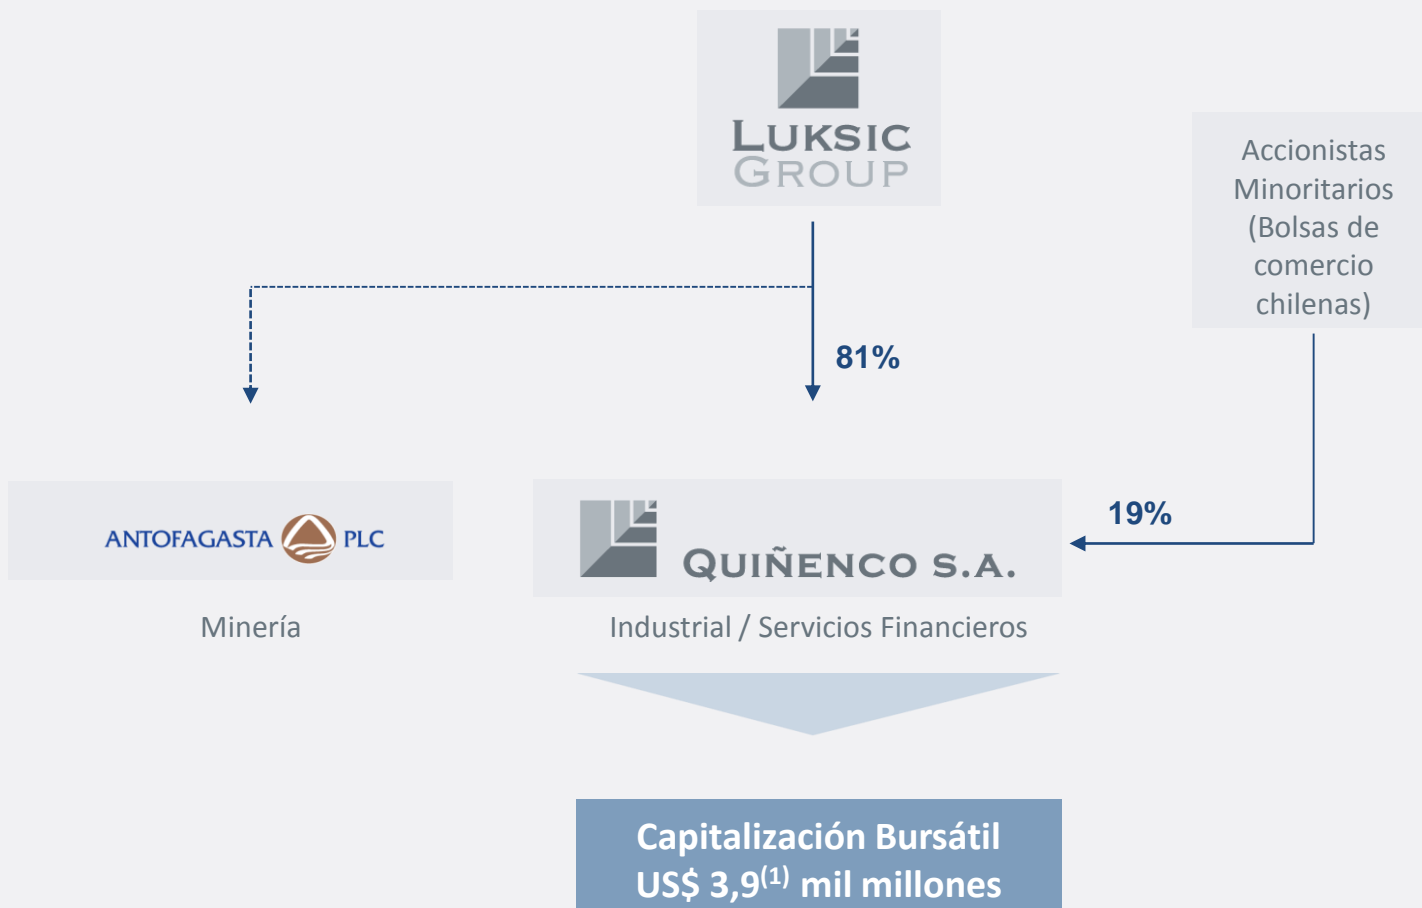 LUKSIC
GROUP
Accionistas
Minoritarios
(Bolsas de
comercio
chilenas)
81%
19%
ANTOFAGASTA PLC
QUIÑENCO S.A.
Minería
Industrial / Servicios Financieros
Capitalización Bursátil
US$ 3,9(1) mil millones